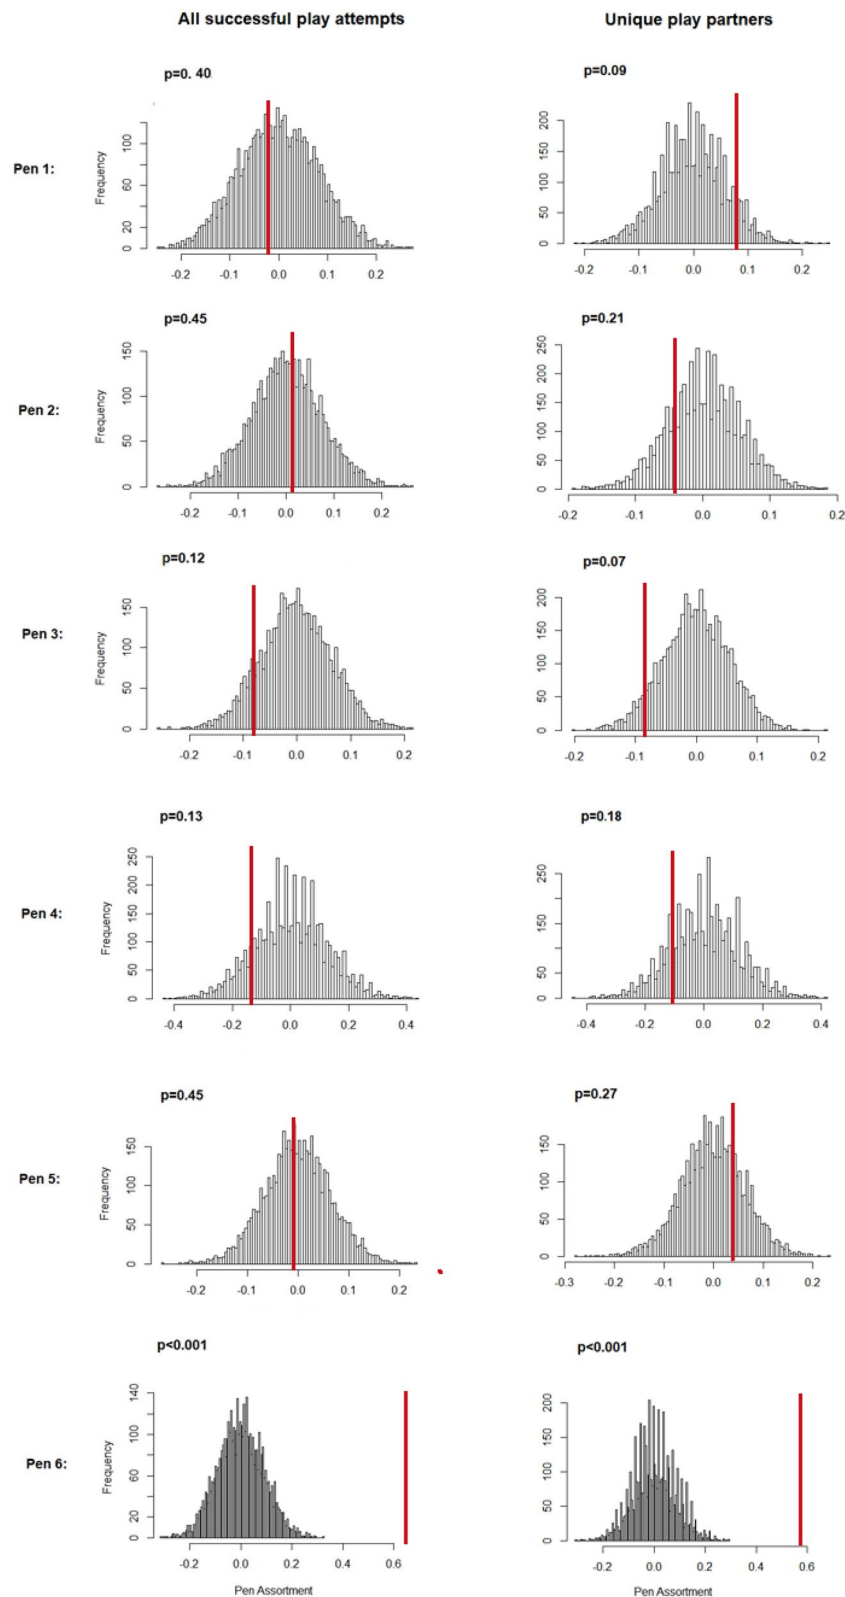 All successful play attempts Unique play partners
p=0. 40 p=0.09
Pen 1:
Frequency
0 20 60 100
0 50 100 150 200
-0.2 -0.1 0.0 0.1 0.2
-0.2 -0.1 0.0 0.1 0.2
p=0.45 p=0.21
Pen 2:
Frequency
0 50 100 150
0 50 100 150 200 250
-0.2 -0.1 0.0 0.1 0.2
-0.2 -0.1 0.0 0.1 0.2
p=0.12 p=0.07
Pen 3:
Frequency
0 50 100 150
0 50 100 150 200
-0.2 -0.1 0.0 0.1 0.2
-0.2 -0.1 0.0 0.1 0.2
p=0.13 p=0.18
Pen 4:
Frequency
0 50 100 150 200 250
0 50 150 250
-0.4 -0.2 0.0 0.2 0.4
-0.4 -0.2 0.0 0.2 0.4
p=0.45 p=0.27
Pen 5:
Frequency
0 50 100 150
0 50 100 150
-0.2 -0.1 0.0 0.1 0.2
-0.3 -0.2 -0.1 0.0 0.1 0.2
p<0.001 p<0.001
Pen 6:
Frequency
0 20 60 100 140
0 50 100 150 200
-0.2 0.0 0.2 0.4 0.6
-0.2 0.0 0.2 0.4 0.6
Pen Assortment Pen Assortment